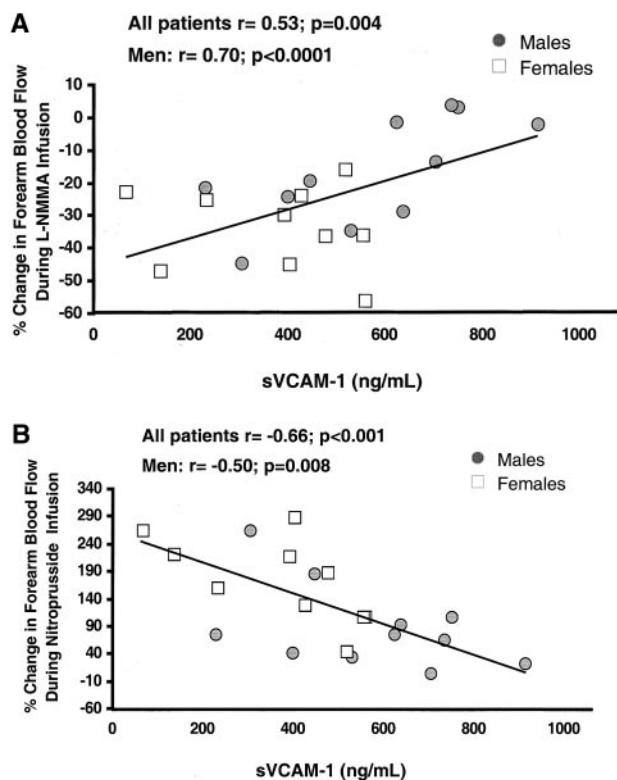 A
All patients r= 0.53; p=0.004
Men: r= 0.70; p<0.0001
Males
Females
% Change in Forearm Blood Flow
During L-NMMA Infusion
10
0
-10
-20
-30
-40
-50
-60
0
200
400
600
800
1000
sVCAM-1 (ng/mL)
B
All patients r= -0.66; p<0.001
Men: r= -0.50; p=0.008
Males
Females
% Change in Forearm Blood Flow
During Nitroprusside Infusion
340
290
240
190
140
90
40
-10
-60
0
200
400
600
800
1000
sVCAM-1 (ng/mL)